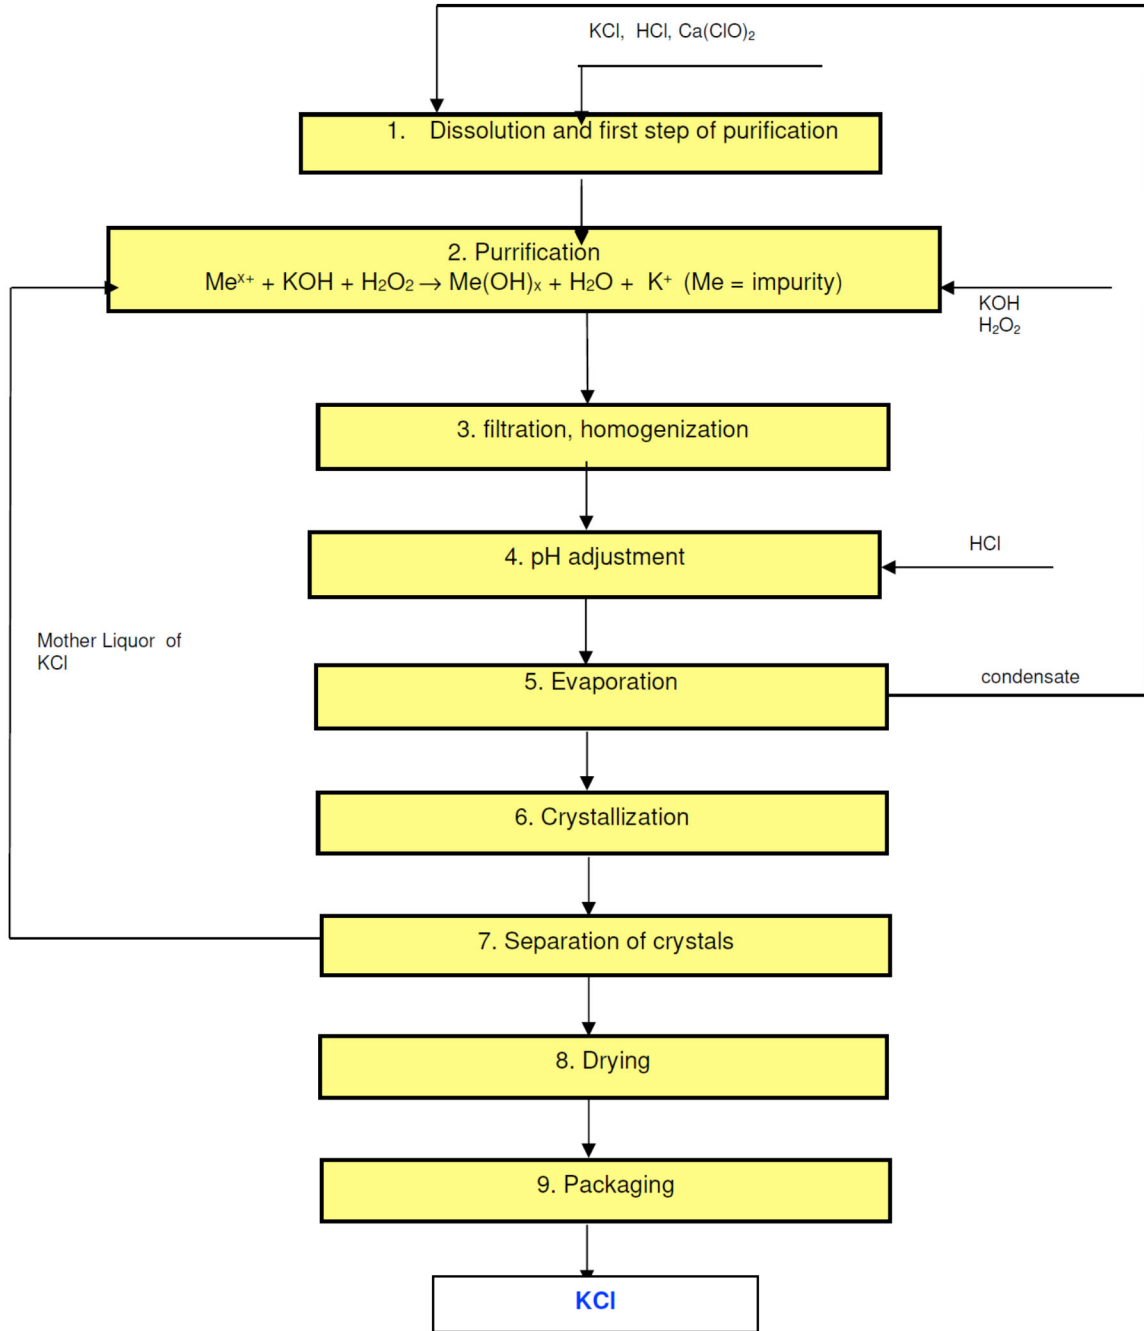 KCl, HCl, Ca(ClO)₂
1. Dissolution and first step of purification
2. Purrification
Meˣ⁺ + KOH + H₂O₂ → Me(OH)ₓ + H₂O + K⁺ (Me = impurity)
KOH
H₂O₂
3. filtration, homogenization
4. pH adjustment
HCl
Mother Liquor of
KCl
5. Evaporation
condensate
6. Crystallization
7. Separation of crystals
8. Drying
9. Packaging
KCl